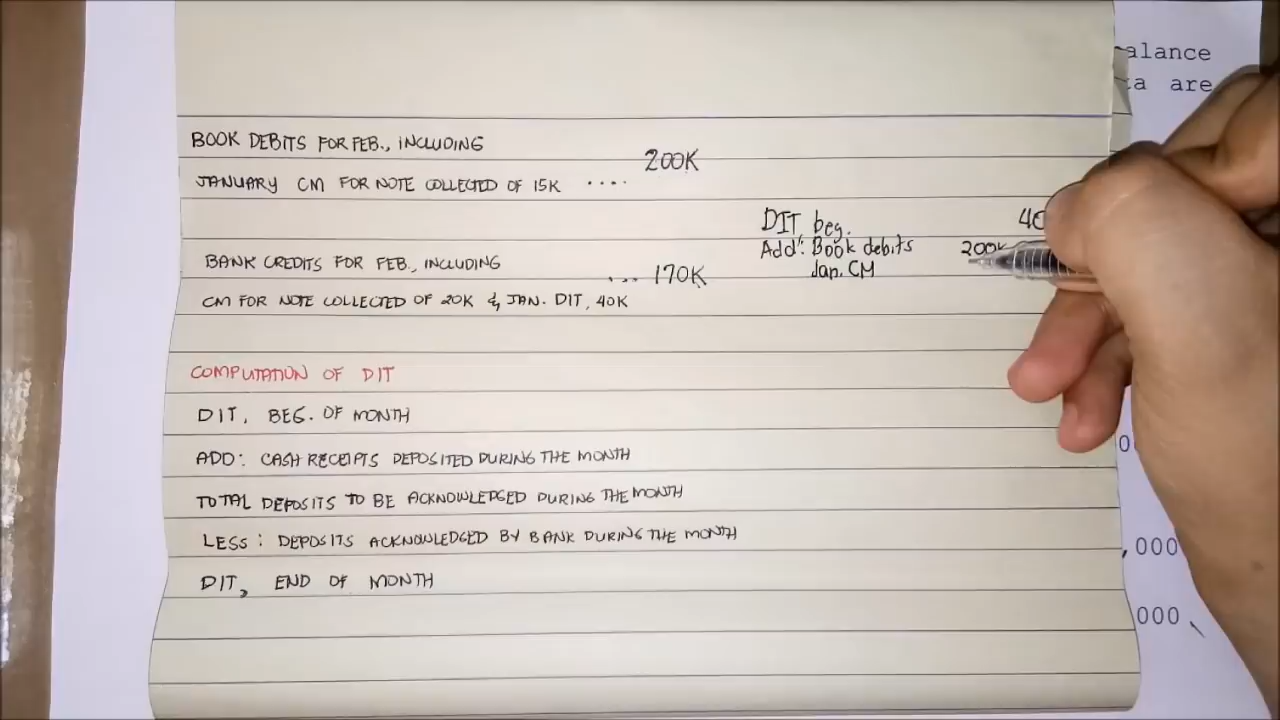 alance
a are
BOOK DEBITS FOR FEB., INCLUDING
200K
JANUARY CM FOR NOTE COLLECTED OF 15K ....
DIT beg. 40
Add: Book debits 200K
Jan. CM
BANK CREDITS FOR FEB., INCLUDING
... 170K
CM FOR NOTE COLLECTED OF 20K & JAN. DIT, 40K
COMPUTATION OF DIT
DIT, BEG. OF MONTH
ADD: CASH RECEIPTS DEPOSITED DURING THE MONTH
TOTAL DEPOSITS TO BE ACKNOWLEDGED DURING THE MONTH
LESS: DEPOSITS ACKNOWLEDGED BY BANK DURING THE MONTH
,000
DIT, END OF MONTH
000